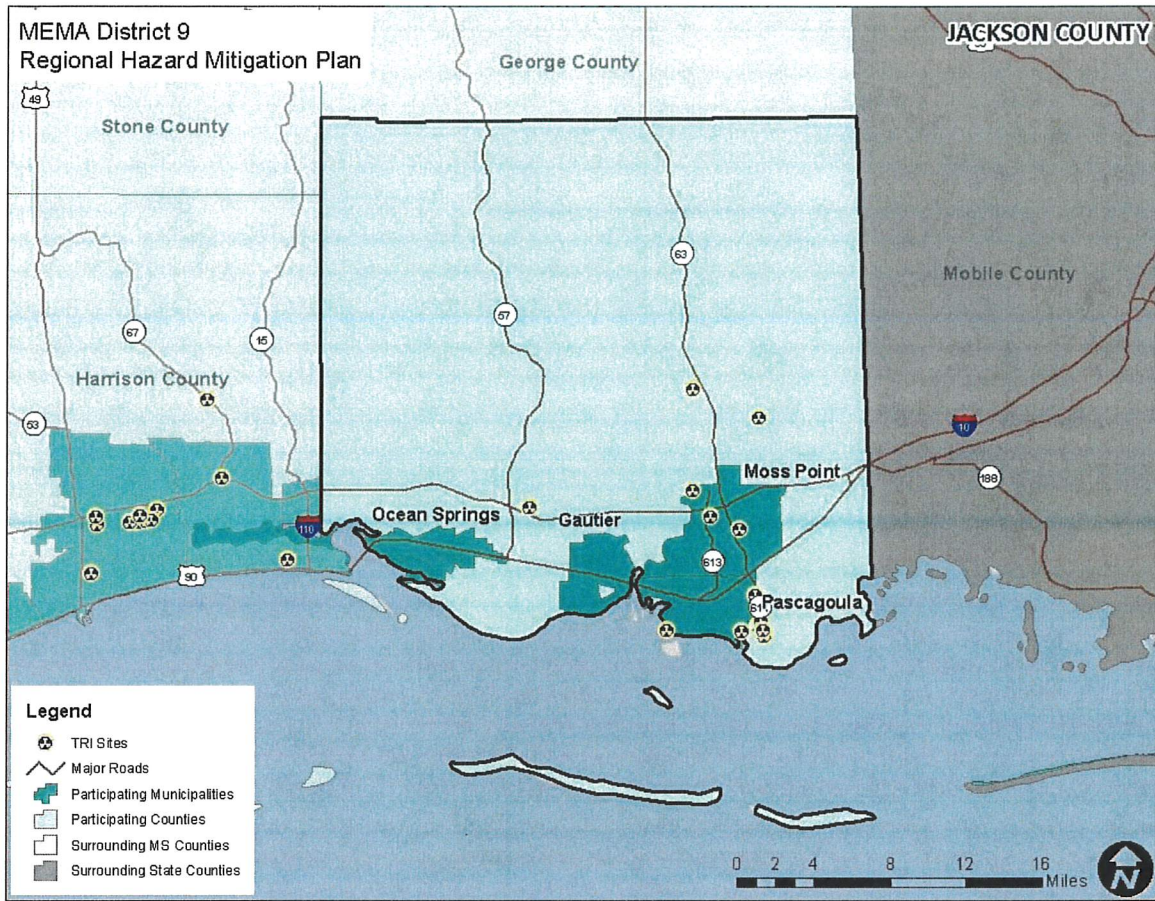 MEMA District 9
Regional Hazard Mitigation Plan
JACKSON COUNTY
George County
49
Stone County
63
Mobile County
57
67
15
Harrison County
53
10
Moss Point
188
Ocean Springs
Gautier
110
613
90
Pascagoula
Legend
TRI Sites
Major Roads
Participating Municipalities
Participating Counties
Surrounding MS Counties
Surrounding State Counties
0 2 4 8 12 16
Miles
N